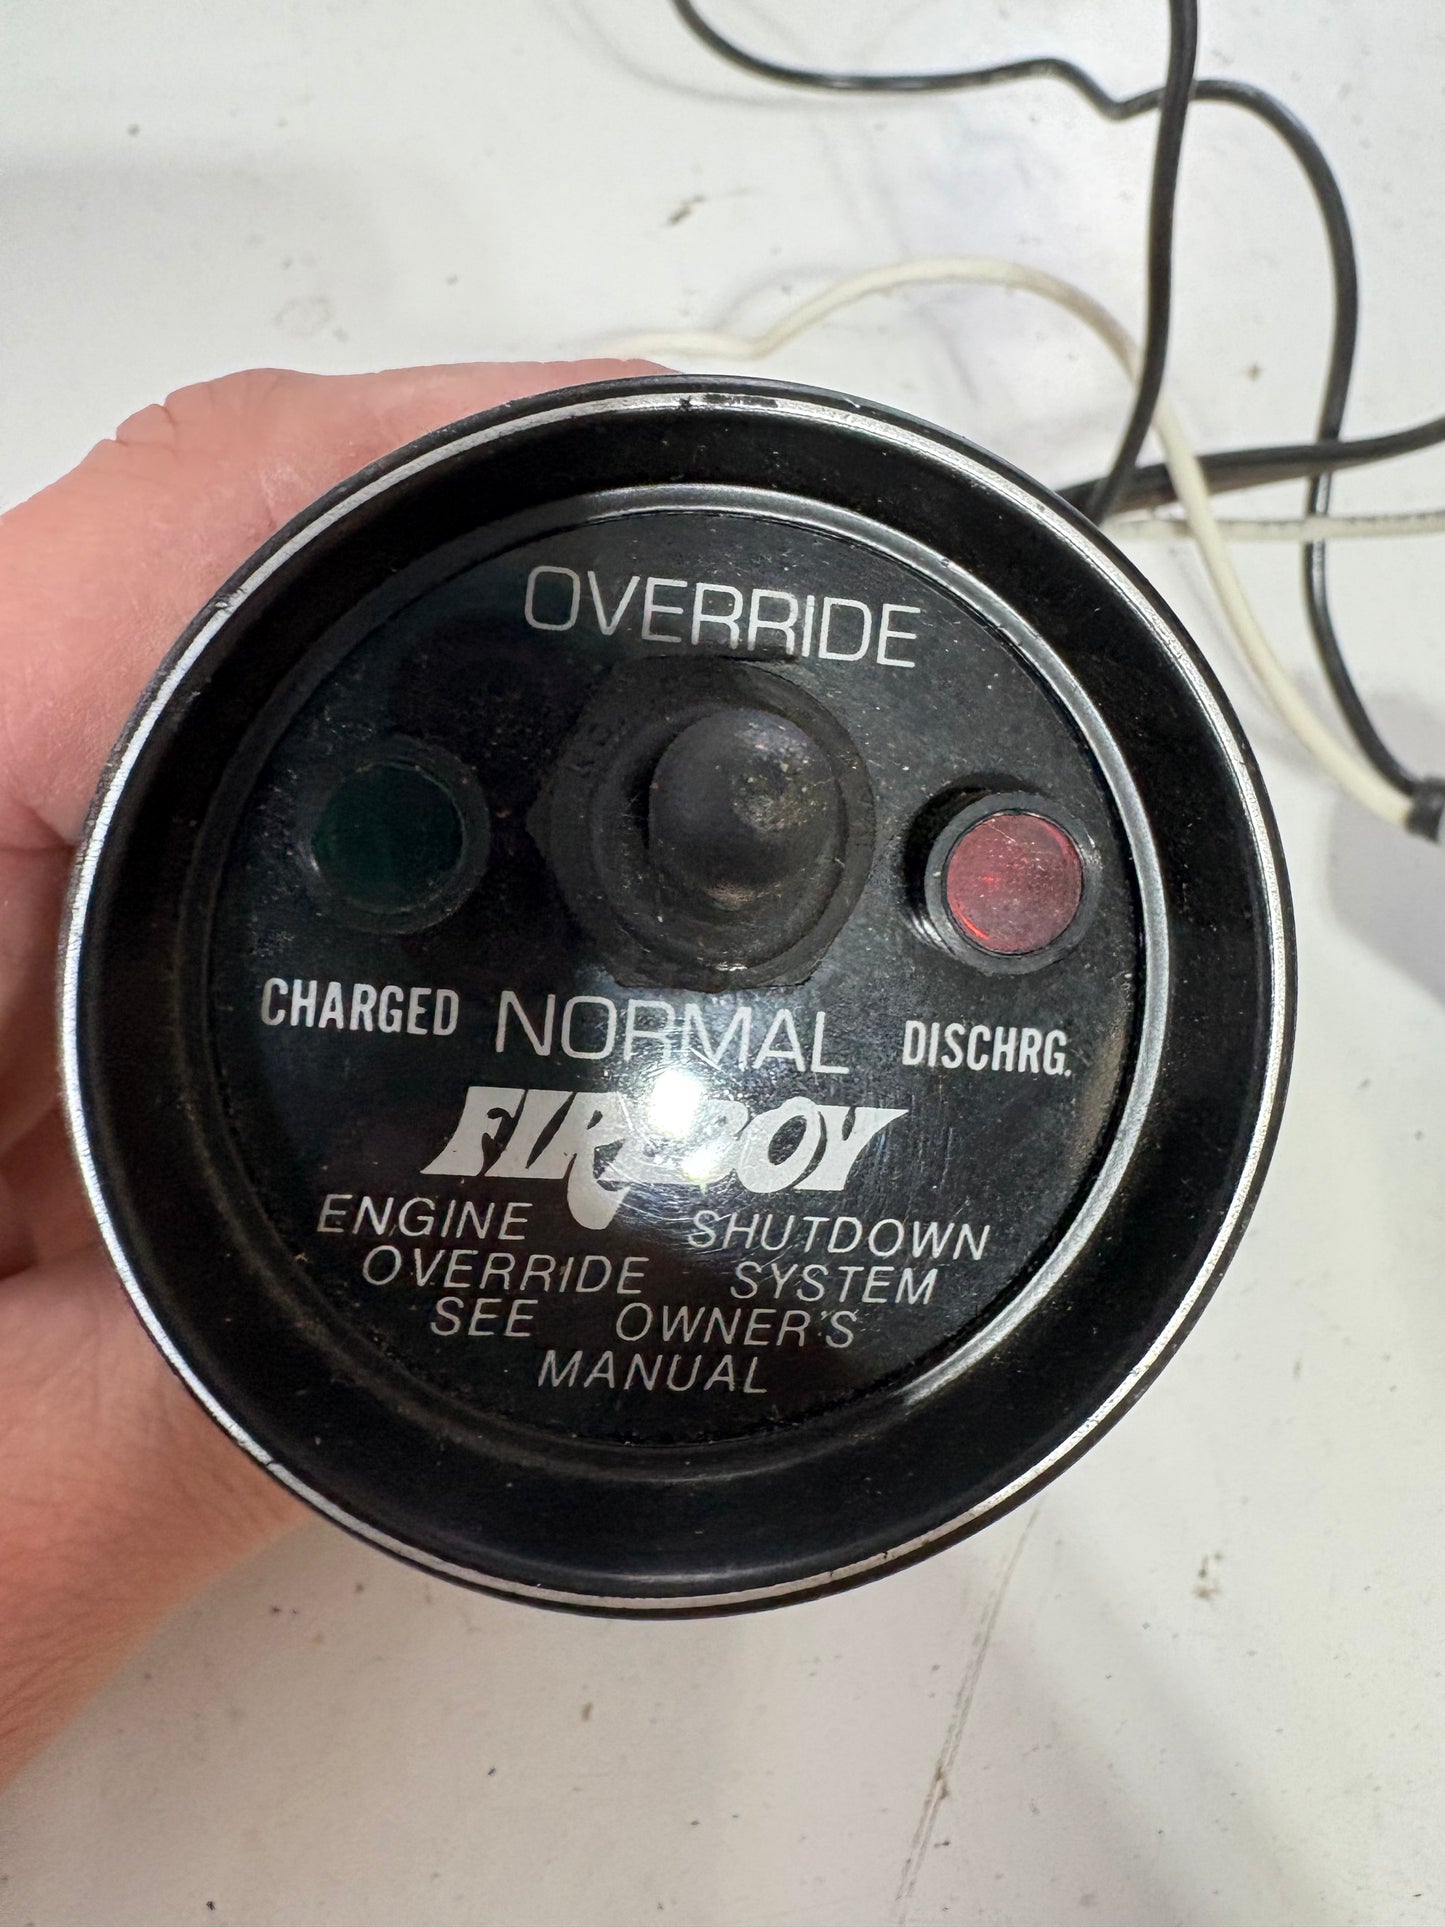 OVERRIDE
CHARGED NORMAL DISCHRG.
FIREBOY
ENGINE SHUTDOWN
OVERRIDE SYSTEM
SEE OWNER'S
MANUAL